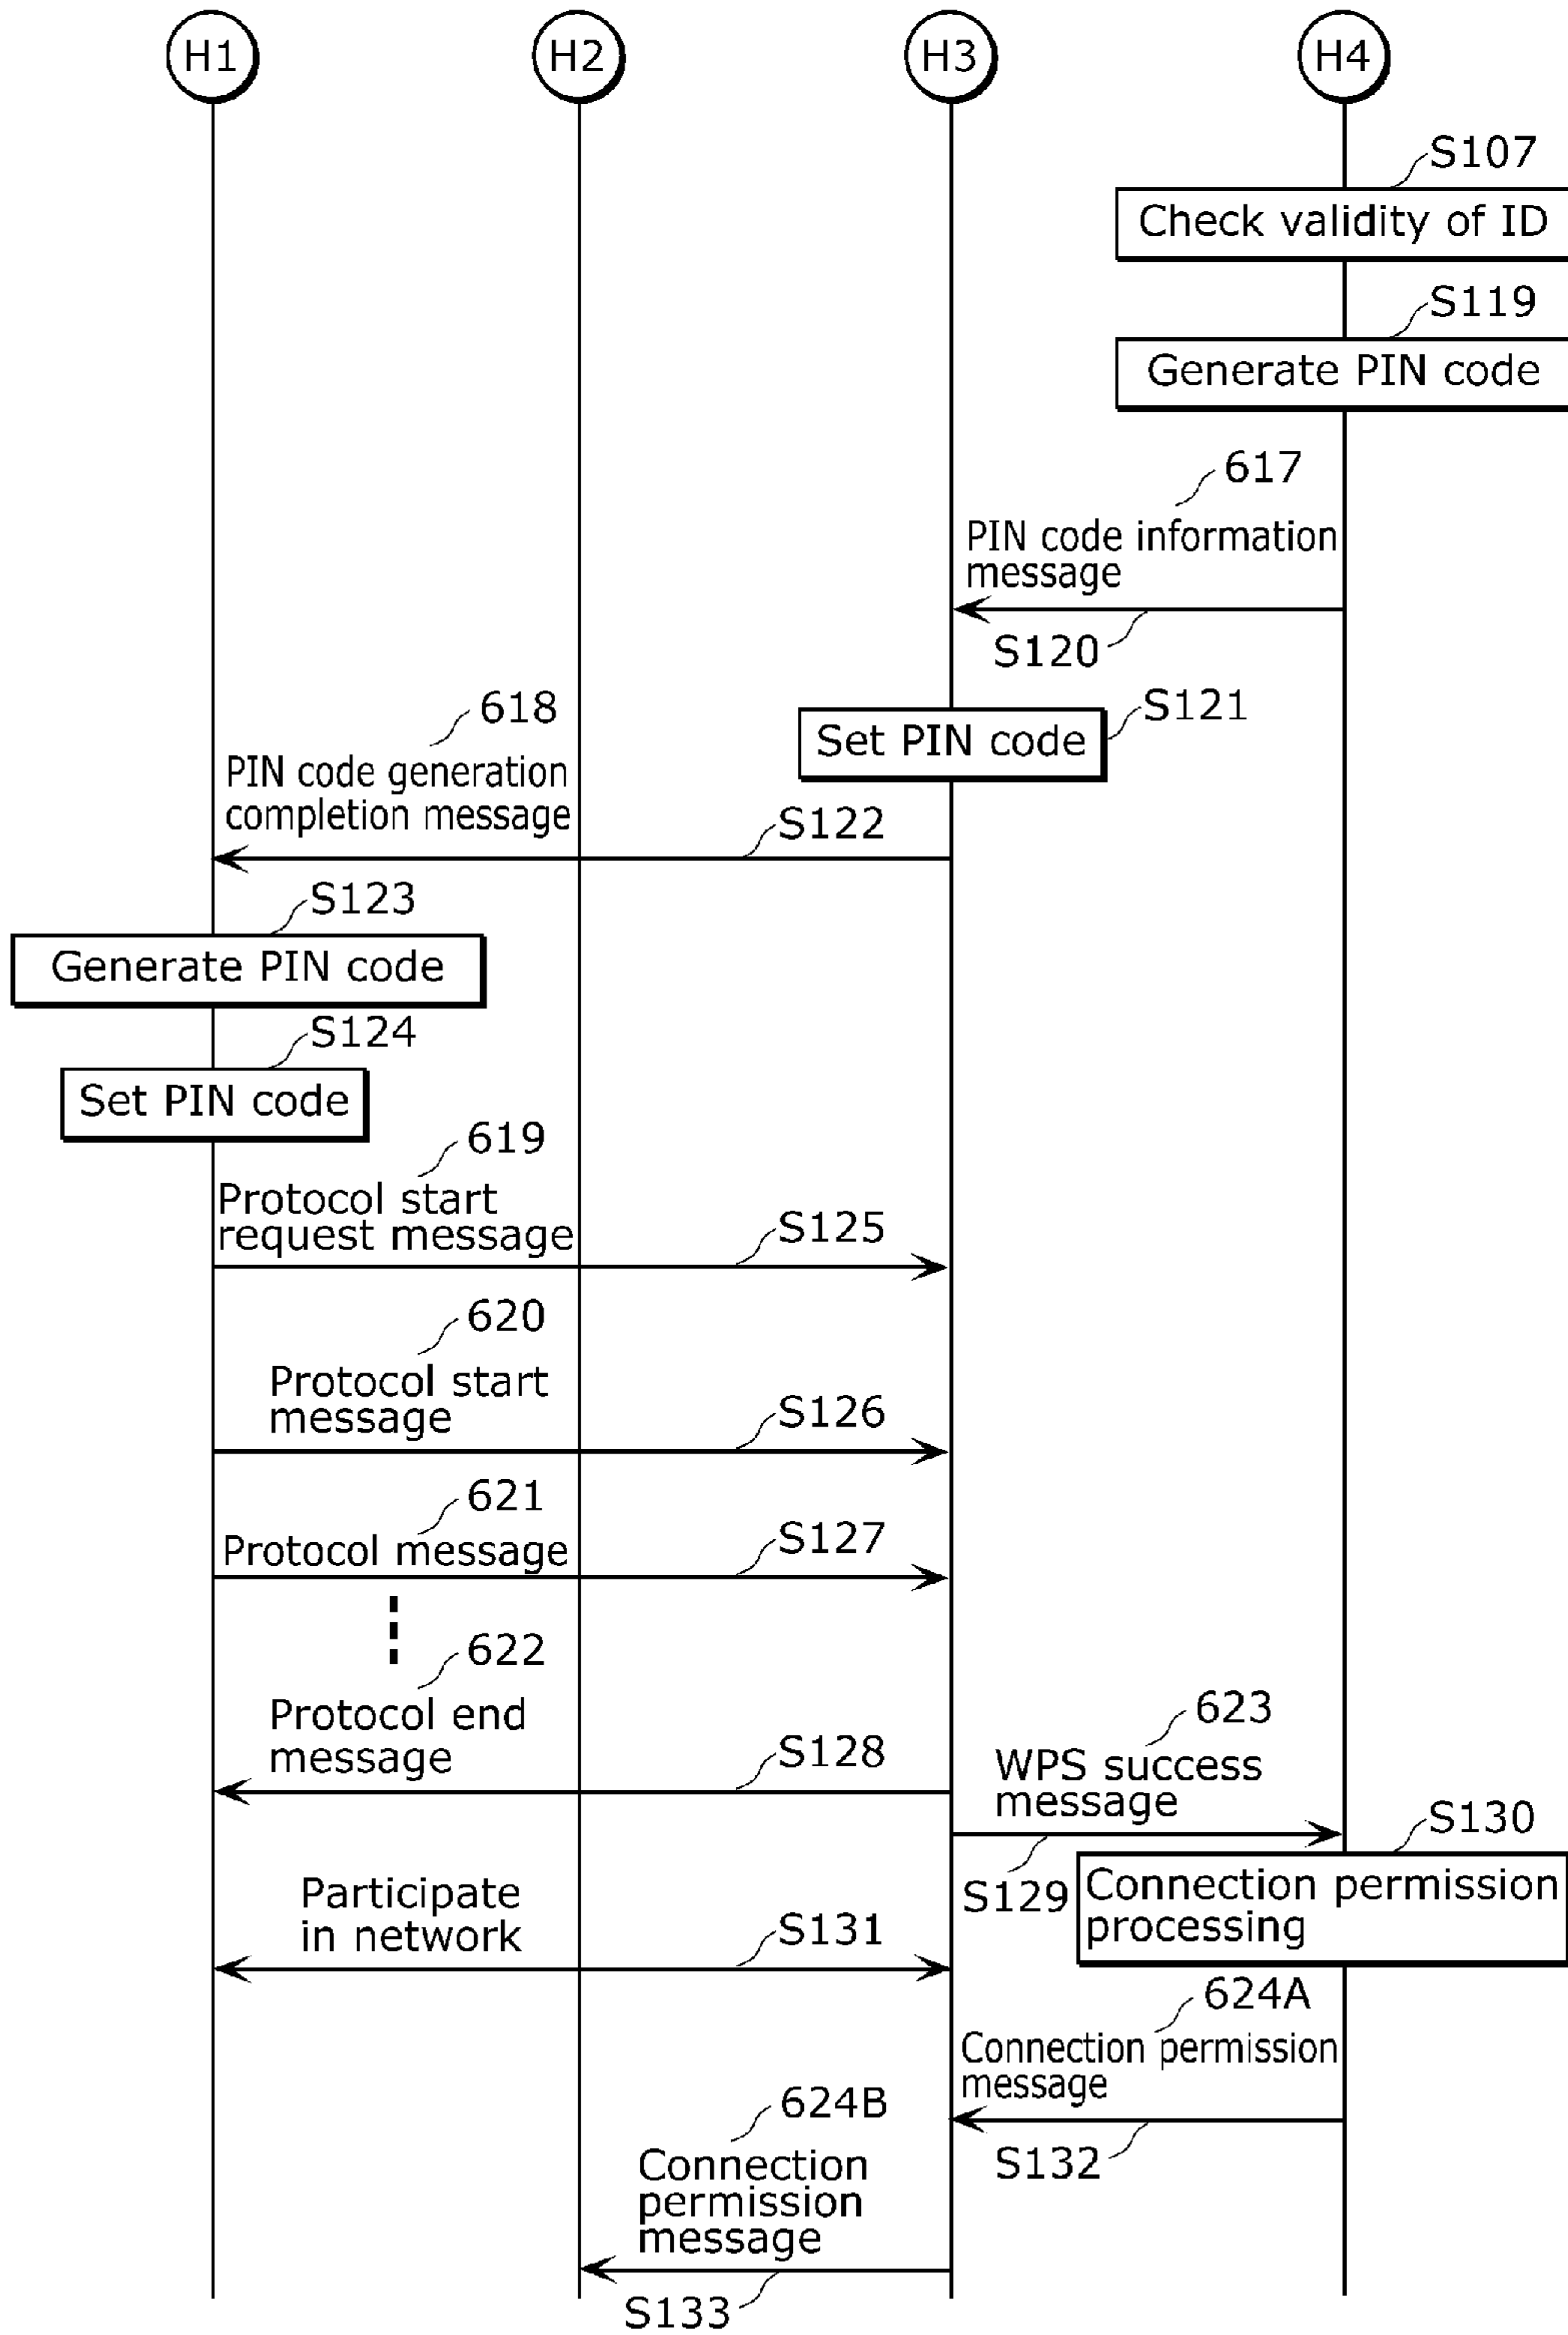 H1
H2
H3
H4
S107
Check validity of ID
S119
Generate PIN code
617
PIN code information
message
S120
618
S121
Set PIN code
PIN code generation
completion message
S122
S123
Generate PIN code
S124
Set PIN code
619
Protocol start
request message
S125
620
Protocol start
message
S126
621
Protocol message
S127
622
Protocol end
message
S128
623
WPS success
message
S129
S130
Connection permission
processing
Participate
in network
S131
624A
Connection permission
message
S132
624B
Connection
permission
message
S133